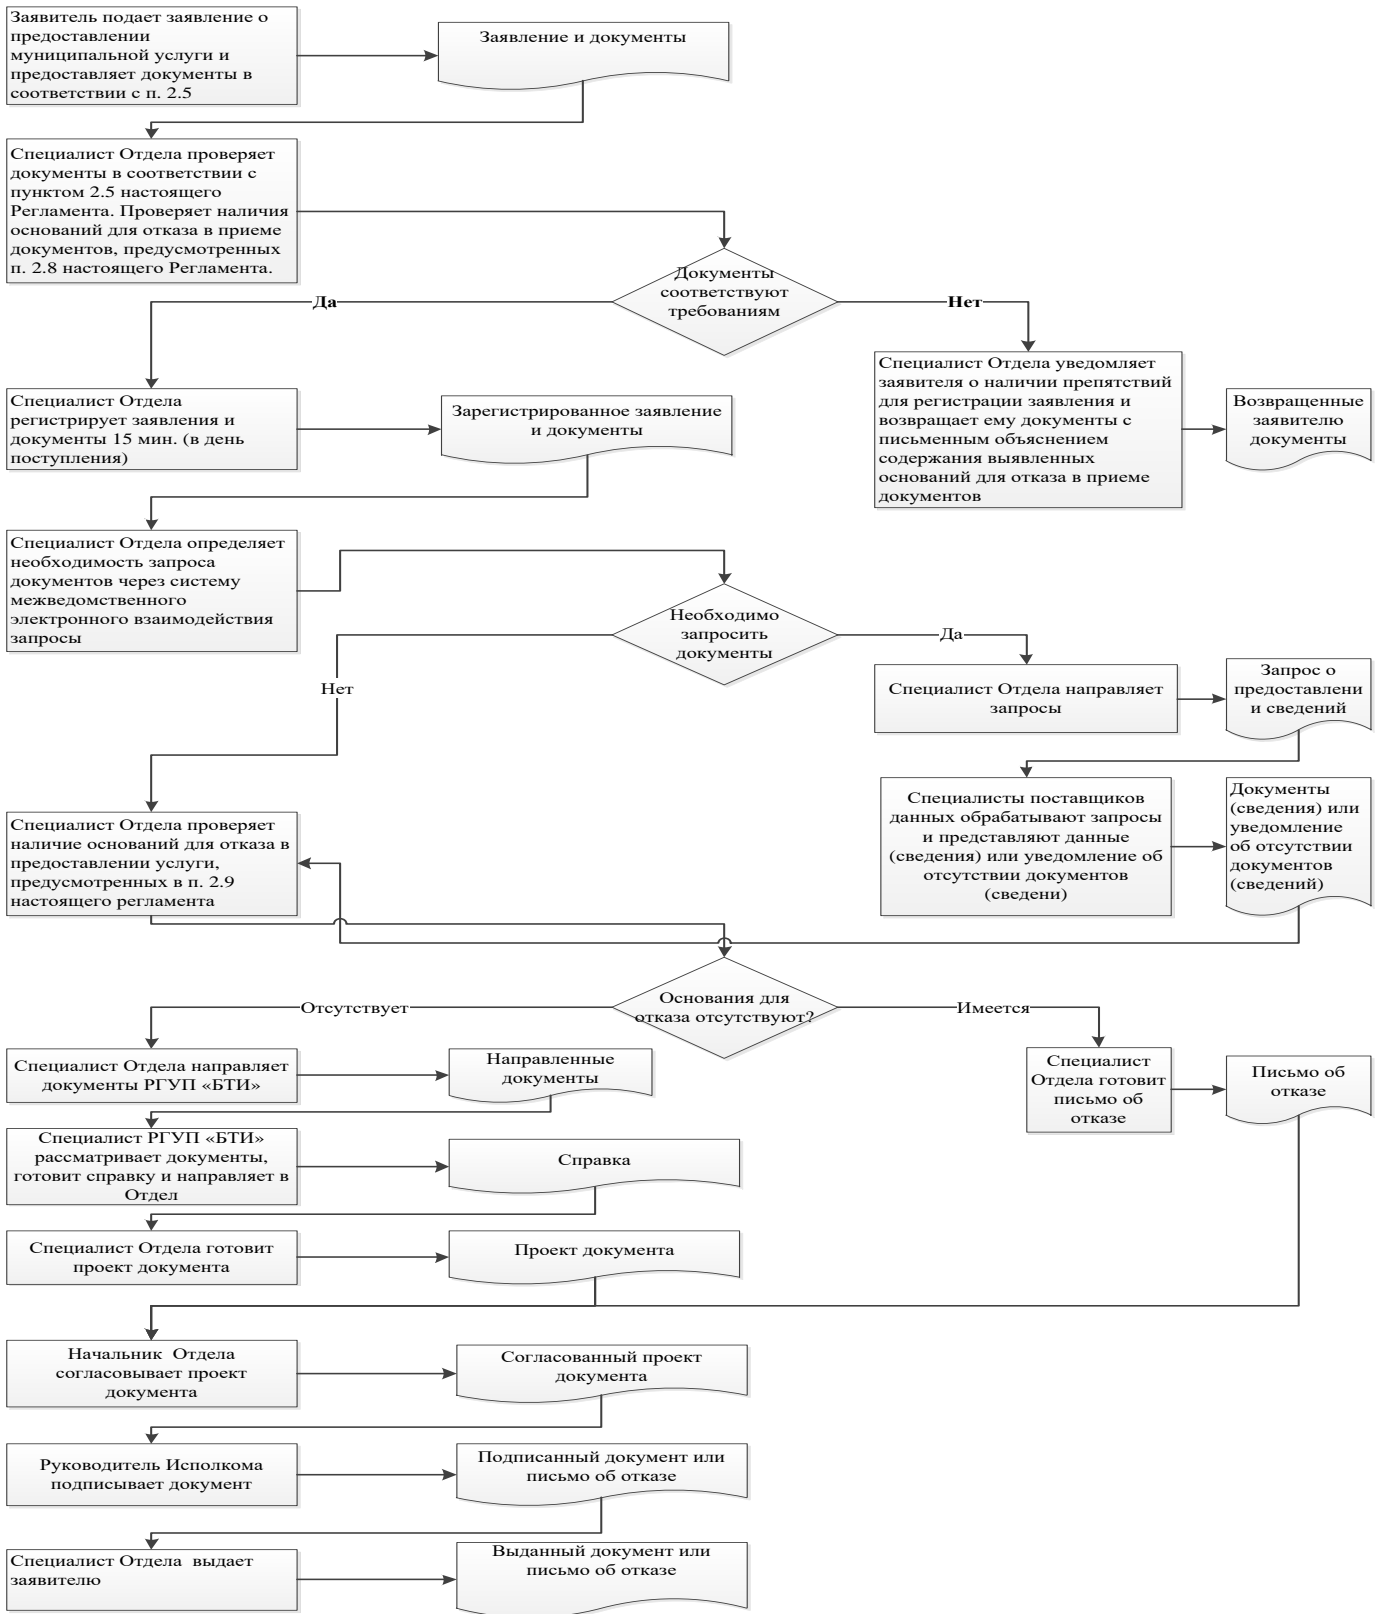 Заявитель подает заявление о
предоставлении
муниципальной услуги и
предоставляет документы в
соответствии с п. 2.5
Заявление и документы
Специалист Отдела проверяет
документы в соответствии с
пунктом 2.5 настоящего
Регламента. Проверяет наличия
оснований для отказа в приеме
документов, предусмотренных
п. 2.8 настоящего Регламента.
Документы
соответствуют
требованиям
Да
Нет
Специалист Отдела
регистрирует заявления и
документы 15 мин. (в день
поступления)
Зарегистрированное заявление
и документы
Специалист Отдела уведомляет
заявителя о наличии препятствий
для регистрации заявления и
возвращает ему документы с
письменным объяснением
содержания выявленных
оснований для отказа в приеме
документов
Возвращенные
заявителю
документы
Специалист Отдела определяет
необходимость запроса
документов через систему
межведомственного
электронного взаимодействия
запросы
Необходимо
запросить
документы
Да
Нет
Специалист Отдела направляет
запросы
Запрос о
предоставлени
и сведений
Специалисты поставщиков
данных обрабатывают запросы
и представляют данные
(сведения) или уведомление об
отсутствии документов
(сведени)
Документы
(сведения) или
уведомление
об отсутствии
документов
(сведений)
Специалист Отдела проверяет
наличие оснований для отказа в
предоставлении услуги,
предусмотренных в п. 2.9
настоящего регламента
Основания для
отказа отсутствуют?
Отсутствует
Имеется
Специалист Отдела направляет
документы РГУП «БТИ»
Направленные
документы
Специалист
Отдела готовит
письмо об
отказе
Письмо об
отказе
Специалист РГУП «БТИ»
рассматривает документы,
готовит справку и направляет в
Отдел
Справка
Специалист Отдела готовит
проект документа
Проект документа
Начальник Отдела
согласовывает проект
документа
Согласованный проект
документа
Руководитель Исполкома
подписывает документ
Подписанный документ или
письмо об отказе
Специалист Отдела выдает
заявителю
Выданный документ или
письмо об отказе